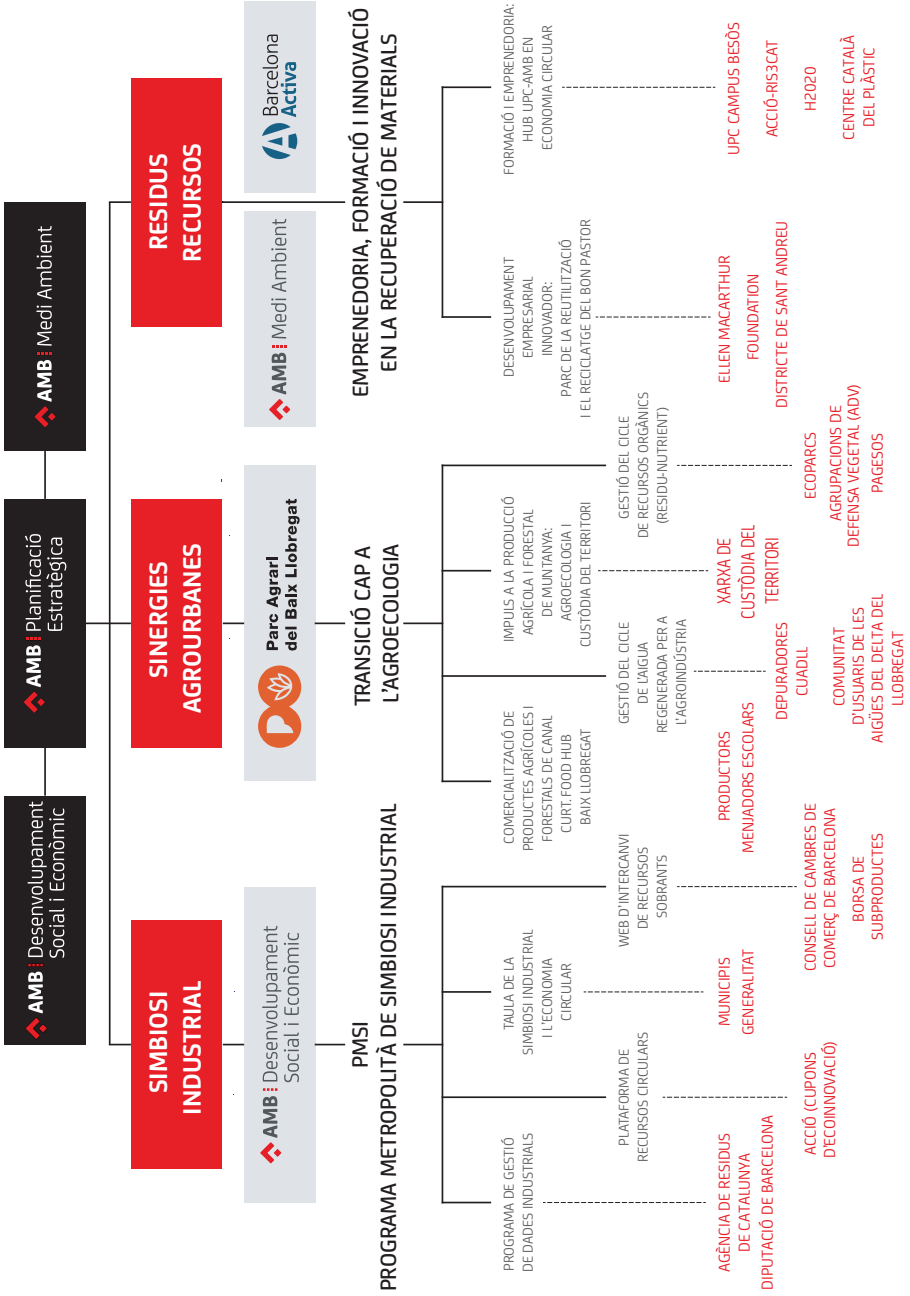 AMB Desenvolupament
Social i Econòmic
AMB Planificació
Estratègica
AMB Medi Ambient
SIMBIOSI
INDUSTRIAL
SINERGIES
AGROURBANES
RESIDUS
RECURSOS
AMB Desenvolupament
Social i Econòmic
Parc Agrari
del Baix Llobregat
AMB Medi Ambient
Barcelona
Activa
PMSI
PROGRAMA METROPOLITÀ DE SIMBIOSI INDUSTRIAL
TRANSICIÓ CAP A
L'AGROECOLOGIA
EMPRENEDORIA, FORMACIÓ I INNOVACIÓ
EN LA RECUPERACIÓ DE MATERIALS
PROGRAMA DE GESTIÓ
DE DADES INDUSTRIALS
PLATAFORMA DE
RECURSOS CIRCULARS
TAULA DE LA
SIMBIOSI INDUSTRIAL
I L'ECONOMIA
CIRCULAR
WEB D'INTERCANVI
DE RECURSOS
SOBRANTS
COMERCIALITZACIÓ DE
PRODUCTES AGRÍCOLES I
FORESTALS DE CANAL
CURT. FOOD HUB
BAIX LLOBREGAT
GESTIÓ DEL CICLE
DE L'AIGUA
REGENERADA PER A
L'AGROINDÚSTRIA
IMPULS A LA PRODUCCIÓ
AGRÍCOLA I FORESTAL
DE MUNTANYA:
AGROECOLOGIA I
CUSTÒDIA DEL TERRITORI
GESTIÓ DEL CICLE
DE RECURSOS ORGÀNICS
(RESIDU-NUTRIENT)
DESENVOLUPAMENT
EMPRESARIAL
INNOVADOR:
PARC DE LA REUTILITZACIÓ
I EL RECICLATGE DEL BON PASTOR
FORMACIÓ I EMPRENEDORIA:
HUB UPC-AMB EN
ECONOMIA CIRCULAR
AGÈNCIA DE RESIDUS
DE CATALUNYA
DIPUTACIÓ DE BARCELONA
ACCIÓ (CUPONS
D'ECOINNOVACIÓ)
MUNICIPIS
GENERALITAT
CONSELL DE CAMBRES DE
COMERÇ DE BARCELONA
BORSA DE
SUBPRODUCTES
PRODUCTORS
MENJADORS ESCOLARS
DEPURADORES
CUADLL
COMUNITAT
D'USUARIS DE LES
AIGÜES DEL DELTA DEL
LLOBREGAT
XARXA DE
CUSTÒDIA DEL
TERRITORI
ECOPARCS
AGRUPACIONS DE
DEFENSA VEGETAL (ADV)
PAGESOS
ELLEN MACARTHUR
FOUNDATION
DISTRICTE DE SANT ANDREU
UPC CAMPUS BESÒS
ACCIÓ-RIS3CAT
H2020
CENTRE CATALÀ
DEL PLÀSTIC